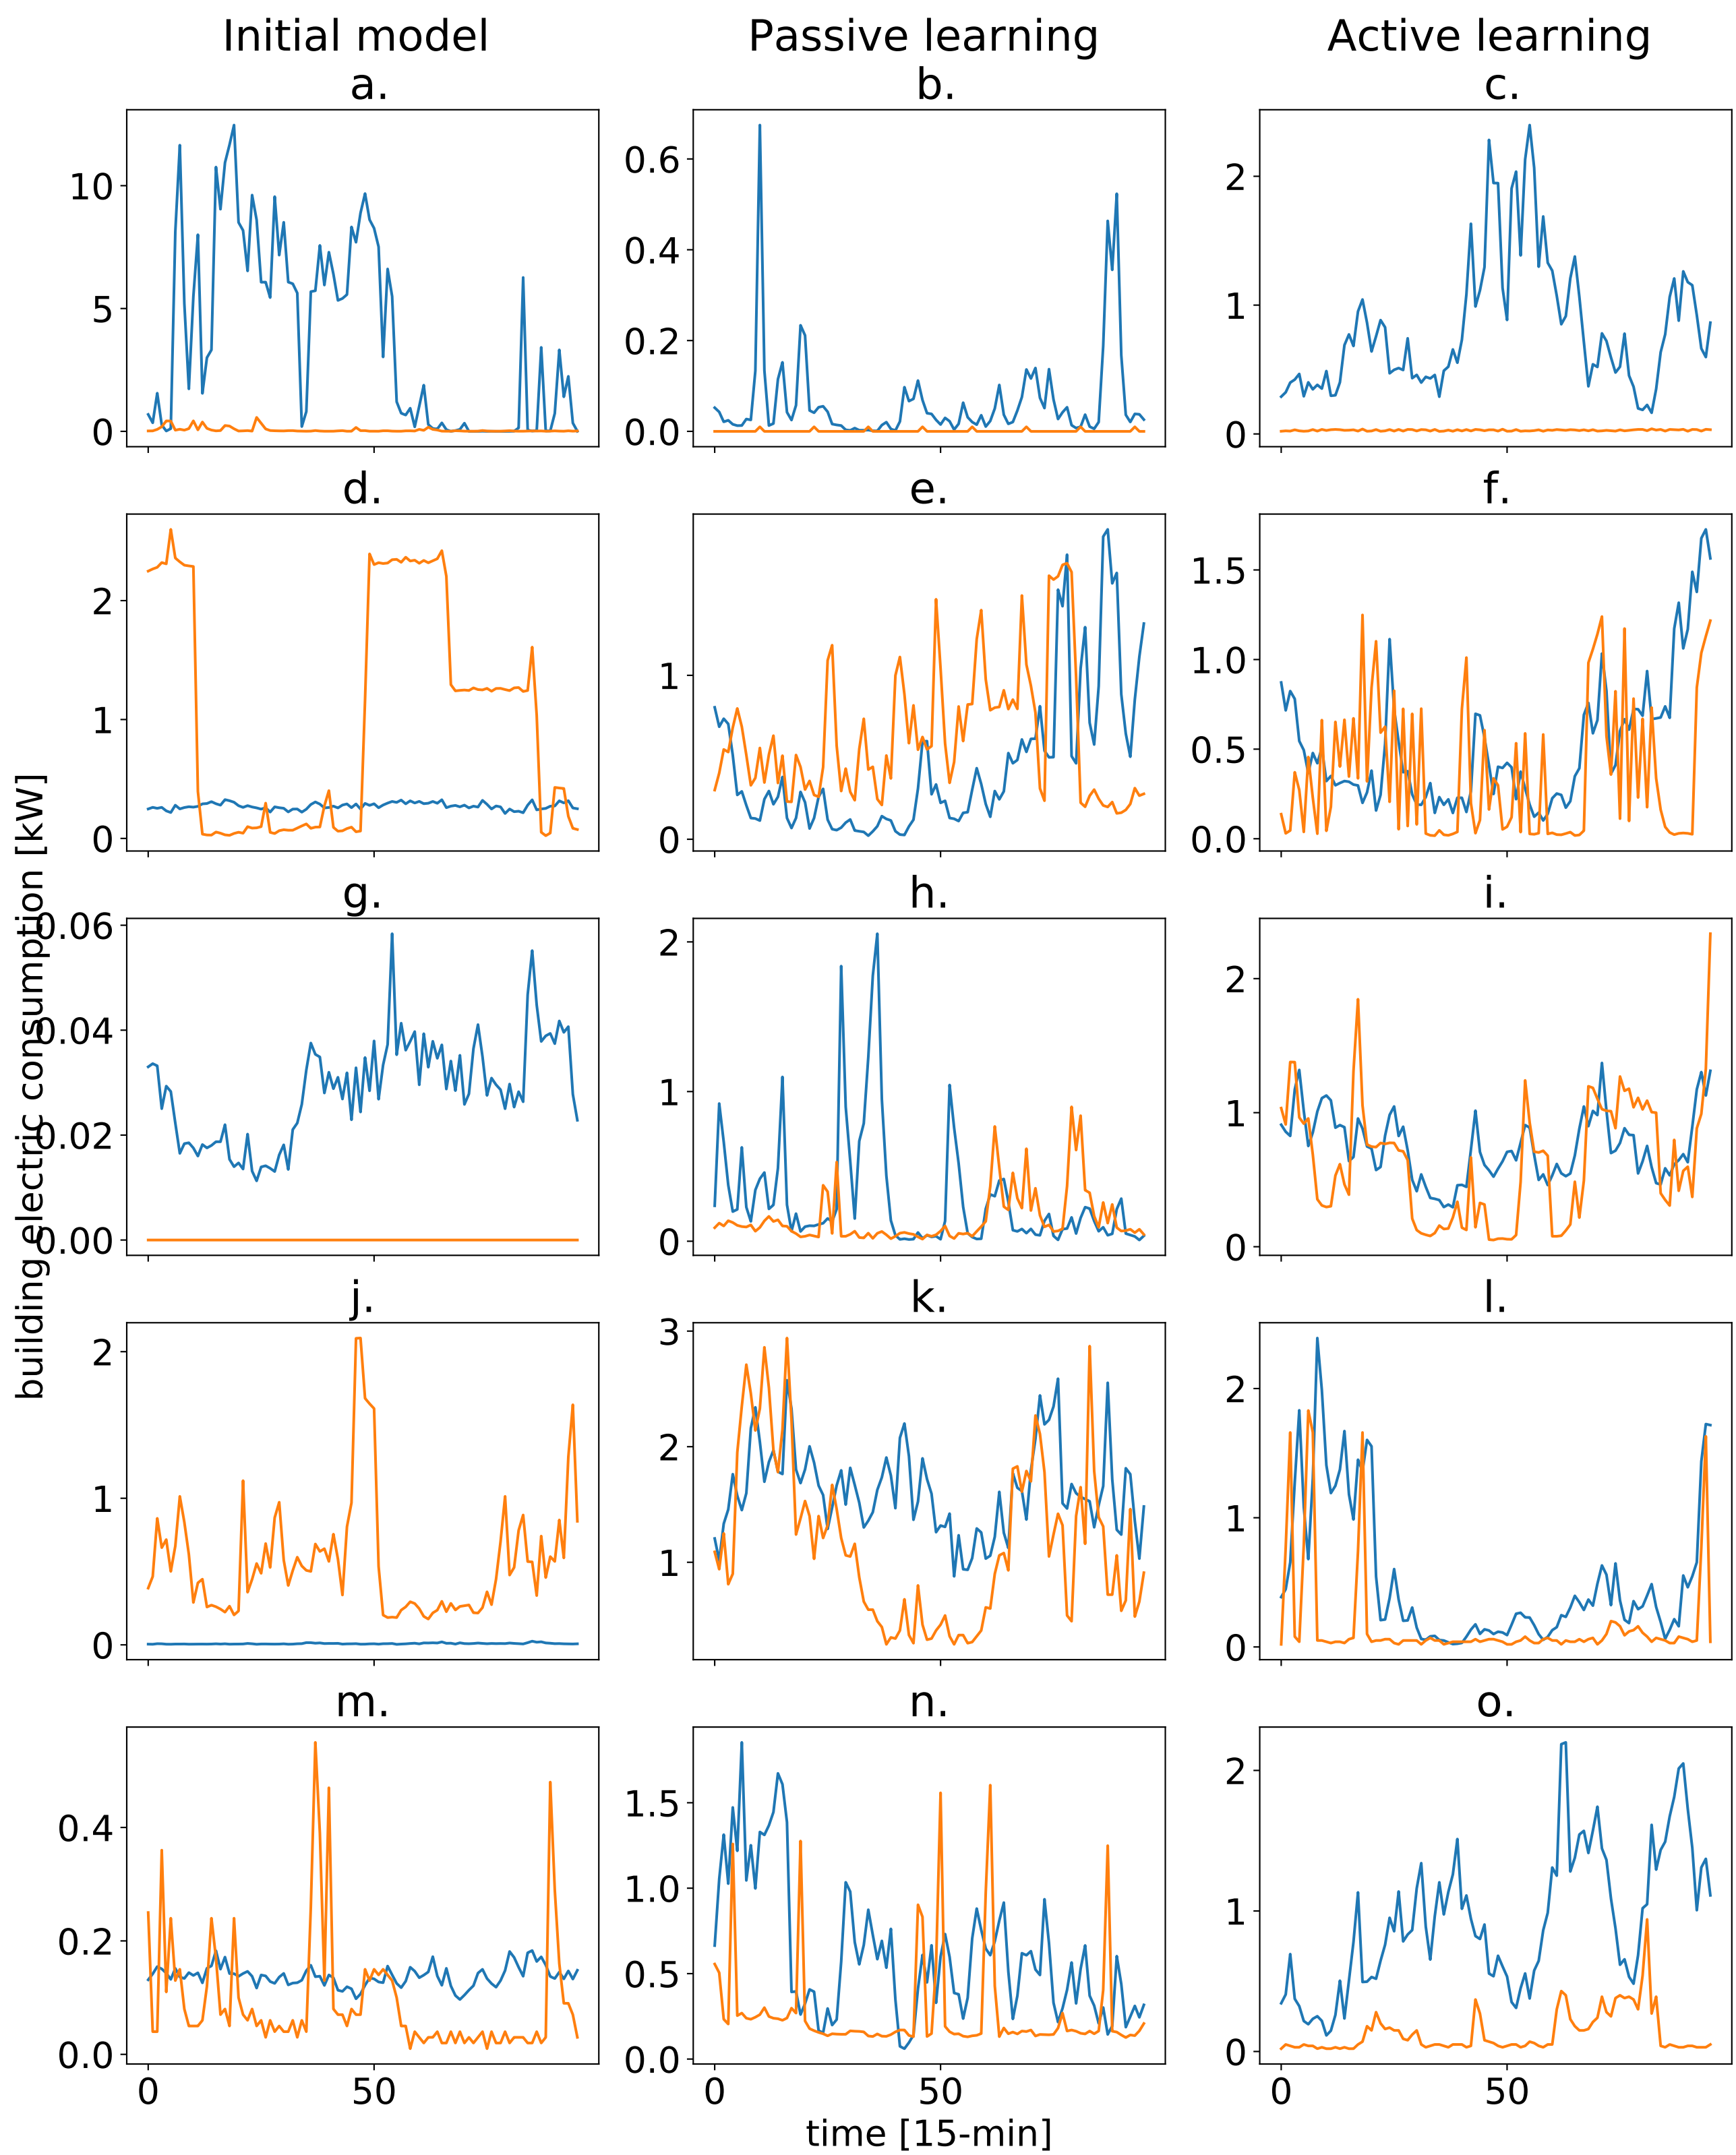 Initial model
Passive learning
Active learning
a.
b.
c.
10
5
0
0.6
0.4
0.2
0.0
2
1
0
d.
e.
f.
2
1
0
1
0
1.5
1.0
0.5
0.0
g.
h.
i.
0.06
0.04
0.02
0.00
2
1
0
2
1
0
building electric consumption [kW]
j.
k.
l.
2
1
0
3
2
1
2
1
0
m.
n.
o.
0.4
0.2
0.0
1.5
1.0
0.5
0.0
2
1
0
0 50
0 50
0 50
time [15-min]